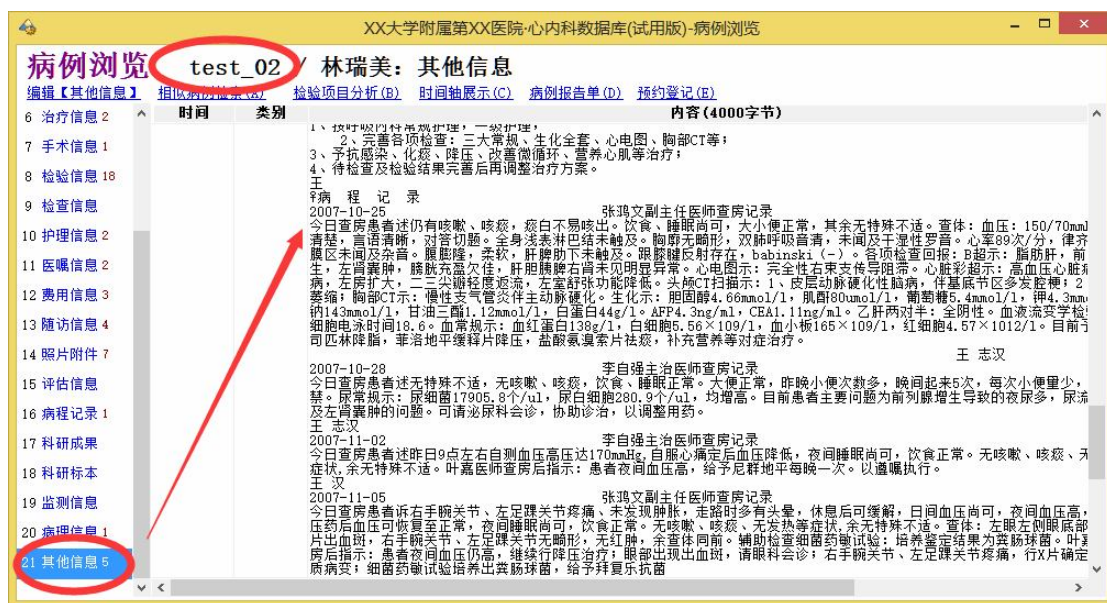 XX大学附属第XX医院·心内科数据库(试用版)-病例浏览
病例浏览 test_02 / 林瑞美：其他信息
编辑【其他信息】 相似病例检索(X) 检验项目分析(B) 时间轴展示(C) 病例报告单(D) 预约登记(E)
时间 类别 内容(4000字节)
6 治疗信息 2
7 手术信息 1
8 检验信息 18
9 检查信息
10 护理信息 2
11 医嘱信息 2
12 费用信息 3
13 随访信息 4
14 照片附件 7
15 评估信息
16 病程记录 1
17 科研成果
18 科研标本
19 监测信息
20 病理信息 1
21 其他信息 5
1、按呼吸内科常规护理，一级护理；
2、完善各项检查：三大常规、生化全套、心电图、胸部CT等；
3、予抗感染、化痰、降压、改善微循环、营养心肌等治疗；
4、待检查及检验结果完善后再调整治疗方案。
王
病 程 记 录
2007-10-25 张鸿文副主任医师查房记录
今日查房患者述仍有咳嗽、咳痰，痰白不易咳出。饮食、睡眠尚可，大小便正常，其余无特殊不适。查体：血压：150/70mm
清楚，言语清晰，对答切题。全身浅表淋巴结未触及。胸廓无畸形，双肺呼吸音清，未闻及干湿性罗音。心率89次/分，律齐
膜区未闻及杂音。腹膨隆，柔软，肝脾肋下未触及。跟膝腱反射存在，babinski（-）。各项检查回报：B超示：脂肪肝，前
生，左肾囊肿，膀胱充盈欠佳，肝胆胰脾右肾未见明显异常。心电图示：完全性右束支传导阻滞。心脏彩超示：高血压心脏
病，左房扩大，二三尖瓣轻度返流，左室舒张功能降低。头颅CT扫描示：1、皮层动脉硬化性脑病，伴基底节区多发腔梗；2
萎缩；胸部CT示：慢性支气管炎伴主动脉硬化。生化示：胆固醇4.66mmol/l，肌酐80umol/l，葡萄糖5.4mmol/l，钾4.3mm
钠143mmol/l，甘油三酯1.12mmol/l，白蛋白44g/l。AFP4.3ng/ml，CEA1.11ng/ml。乙肝两对半：全阴性。血液流变学检
细胞电泳时间18.6。血常规示：血红蛋白138g/l，白细胞5.56×109/l，血小板165×109/l，红细胞4.57×1012/l。目前予
司匹林降脂，菲洛地平缓释片降压，盐酸氨溴索片祛痰，补充营养等对症治疗。
王 志汉
2007-10-28 李自强主治医师查房记录
今日查房患者述无特殊不适，无咳嗽、咳痰，饮食、睡眠正常。大便正常，昨晚小便次数多，晚间起来5次，每次小便量少，
禁。尿常规示：尿细菌17905.8个/ul，尿白细胞280.9个/ul，均增高。目前患者主要问题为前列腺增生导致的夜尿多，尿流
及左肾囊肿的问题。可请泌尿科会诊，协助诊治，以调整用药。
王 志汉
2007-11-02 李自强主治医师查房记录
今日查房患者述昨日9点左右自测血压高压达170mmHg，自服心痛定后血压降低，夜间睡眠尚可，饮食正常。无咳嗽、咳痰、无
症状，余无特殊不适。叶嘉医师查房后指示：患者夜间血压高，给予尼群地平每晚一次。以遵嘱执行。
王 汉
2007-11-05 张鸿文副主任医师查房记录
今日查房患者诉右手腕关节、左足踝关节疼痛、未发现肿胀，走路时多有头晕，休息后可缓解，日间血压尚可，夜间血压高，
压药后血压可恢复至正常，夜间睡眠尚可，饮食正常。无咳嗽、咳痰、无发热等症状，余无特殊不适。查体：左眼左侧眼底部
片出血斑，右手腕关节、左足踝关节无畸形，无红肿，余查体同前。辅助检查细菌药敏试验：培养鉴定结果为粪肠球菌。叶
房后指示：患者夜间血压仍高，继续行降压治疗；眼部出现出血斑，请眼科会诊；右手腕关节、左足踝关节疼痛，行X片确定
质病变；细菌药敏试验培养出粪肠球菌，给予拜复乐抗菌